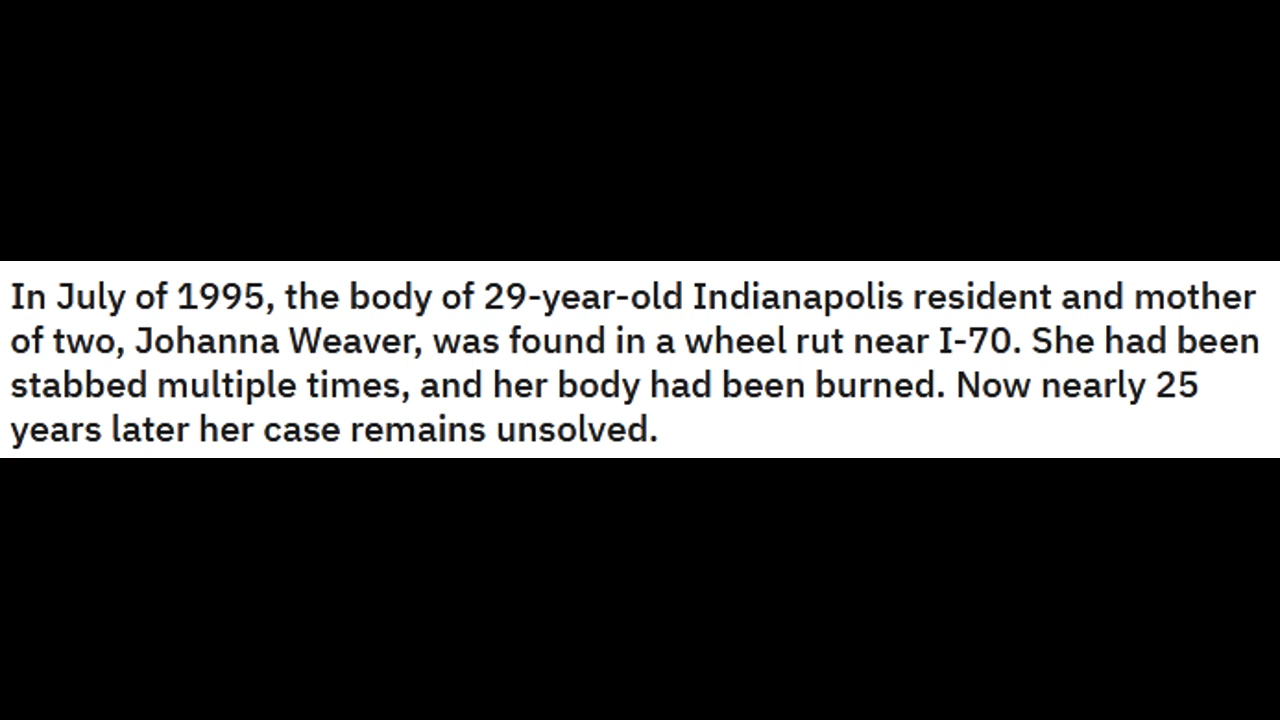 In July of 1995, the body of 29-year-old Indianapolis resident and mother
of two, Johanna Weaver, was found in a wheel rut near I-70. She had been
stabbed multiple times, and her body had been burned. Now nearly 25
years later her case remains unsolved.